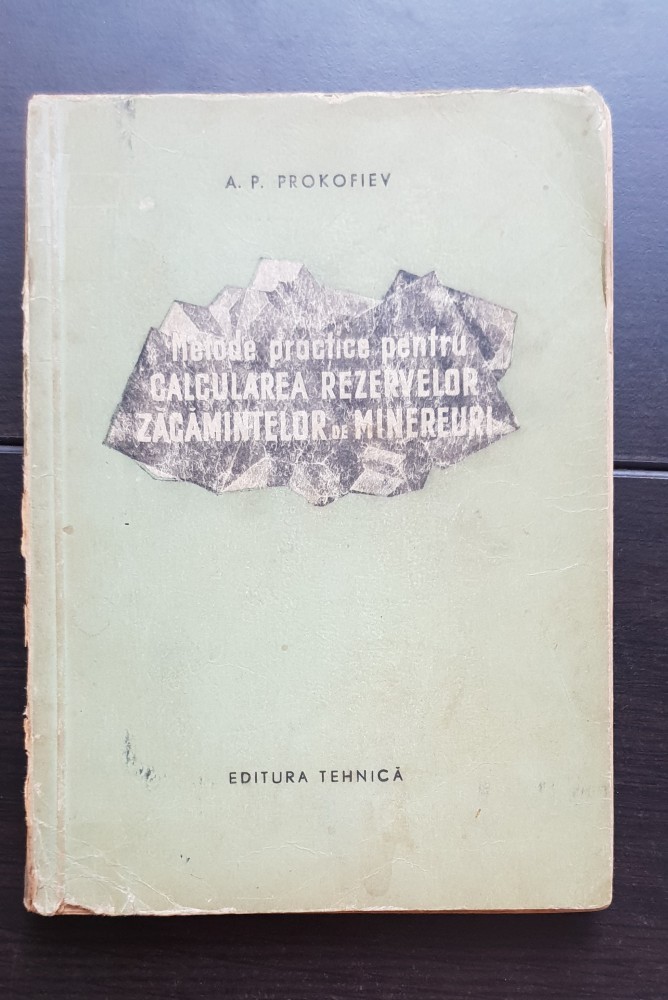 A. P. PROKOFIEV
Metode practice pentru
CALCULAREA REZERVELOR
ZĂCĂMINTELOR DE MINEREURI
EDITURA TEHNICĂ